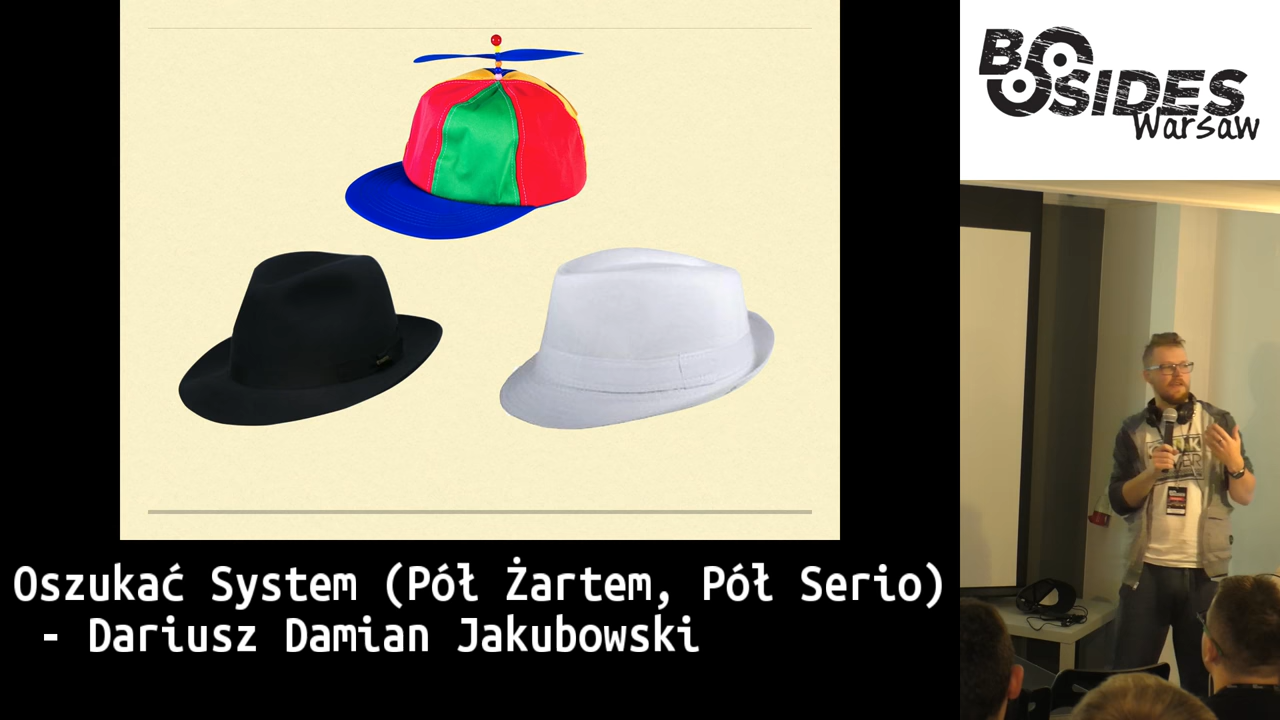 BSIDES
Warsaw
Oszukać System (Pół Żartem, Pół Serio)
- Dariusz Damian Jakubowski